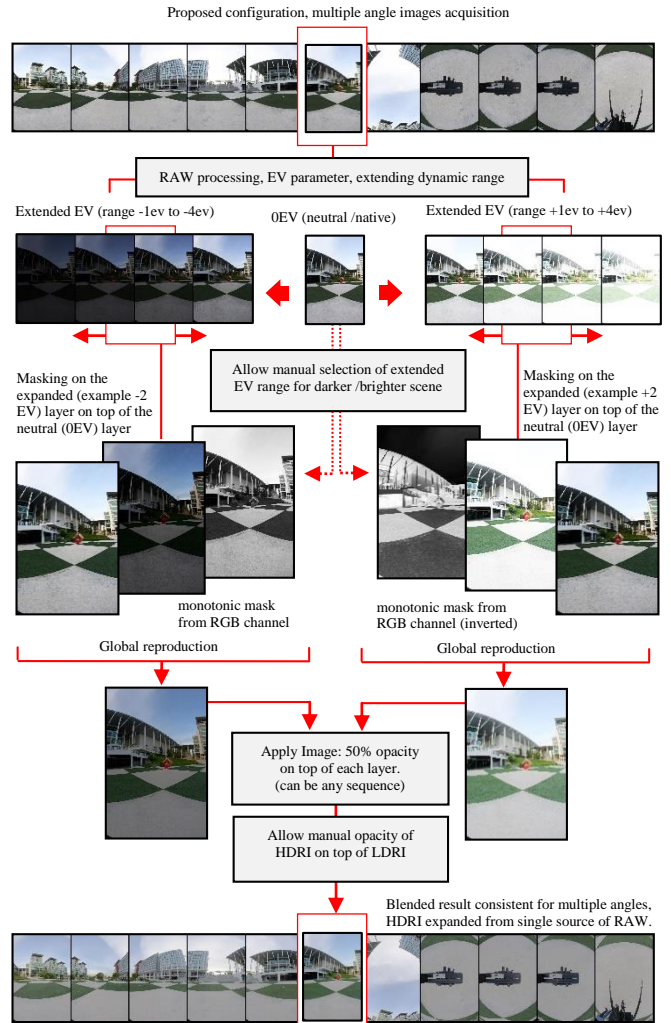 Proposed configuration, multiple angle images acquisition
RAW processing, EV parameter, extending dynamic range
Extended EV (range -1ev to -4ev)
0EV (neutral /native)
Extended EV (range +1ev to +4ev)
Allow manual selection of extended
EV range for darker /brighter scene
Masking on the
expanded (example -2
EV) layer on top of the
neutral (0EV) layer
Masking on the
expanded (example +2
EV) layer on top of the
neutral (0EV) layer
monotonic mask
from RGB channel
monotonic mask from
RGB channel (inverted)
Global reproduction
Global reproduction
Apply Image: 50% opacity
on top of each layer.
(can be any sequence)
Allow manual opacity of
HDRI on top of LDRI
Blended result consistent for multiple angles,
HDRI expanded from single source of RAW.